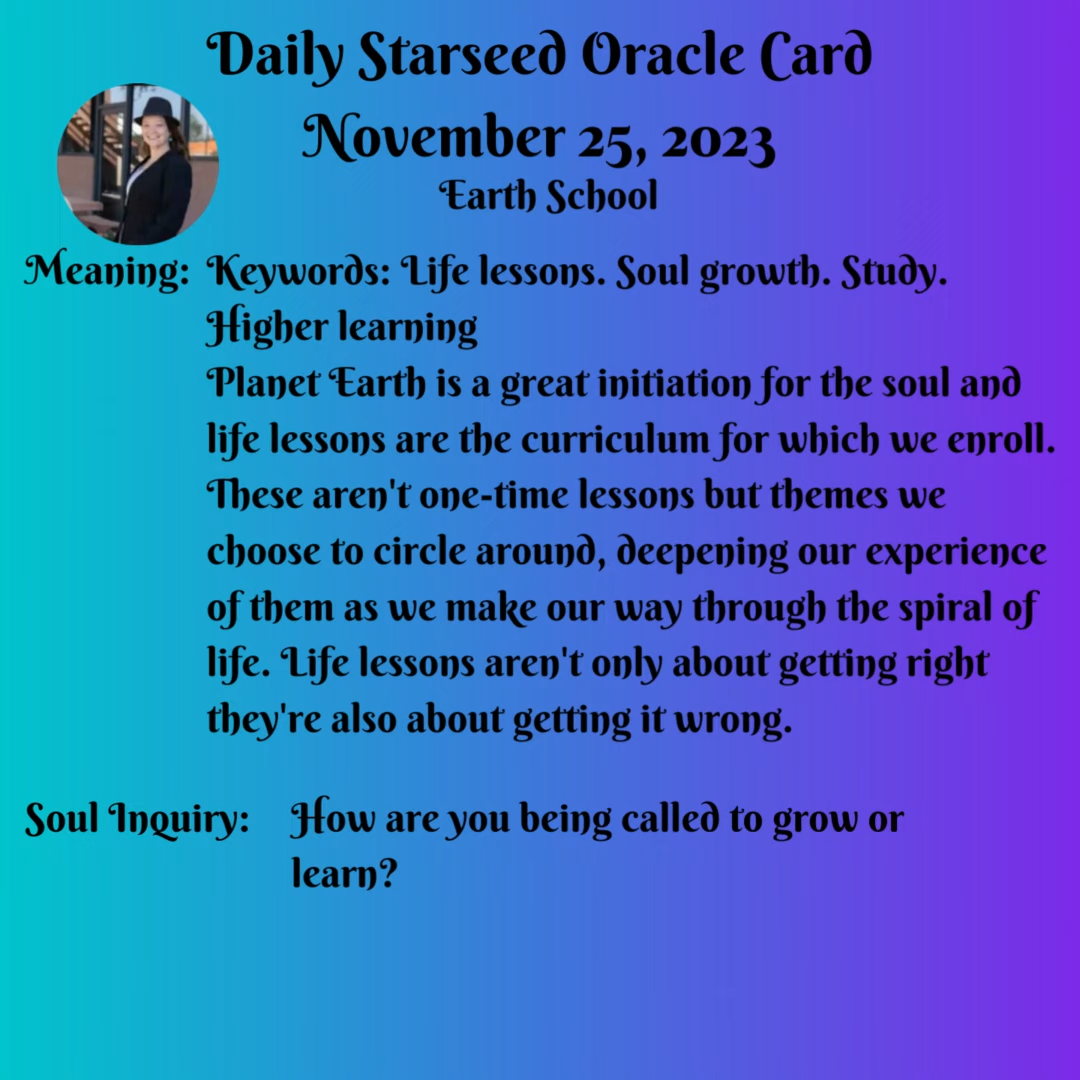 Daily Starseed Oracle Card
November 25, 2023
Earth School
Meaning: Keywords: Life lessons. Soul growth. Study.
Higher learning
Planet Earth is a great initiation for the soul and
life lessons are the curriculum for which we enroll.
These aren't one-time lessons but themes we
choose to circle around, deepening our experience
of them as we make our way through the spiral of
life. Life lessons aren't only about getting right
they're also about getting it wrong.
Soul Inquiry: How are you being called to grow or
learn?